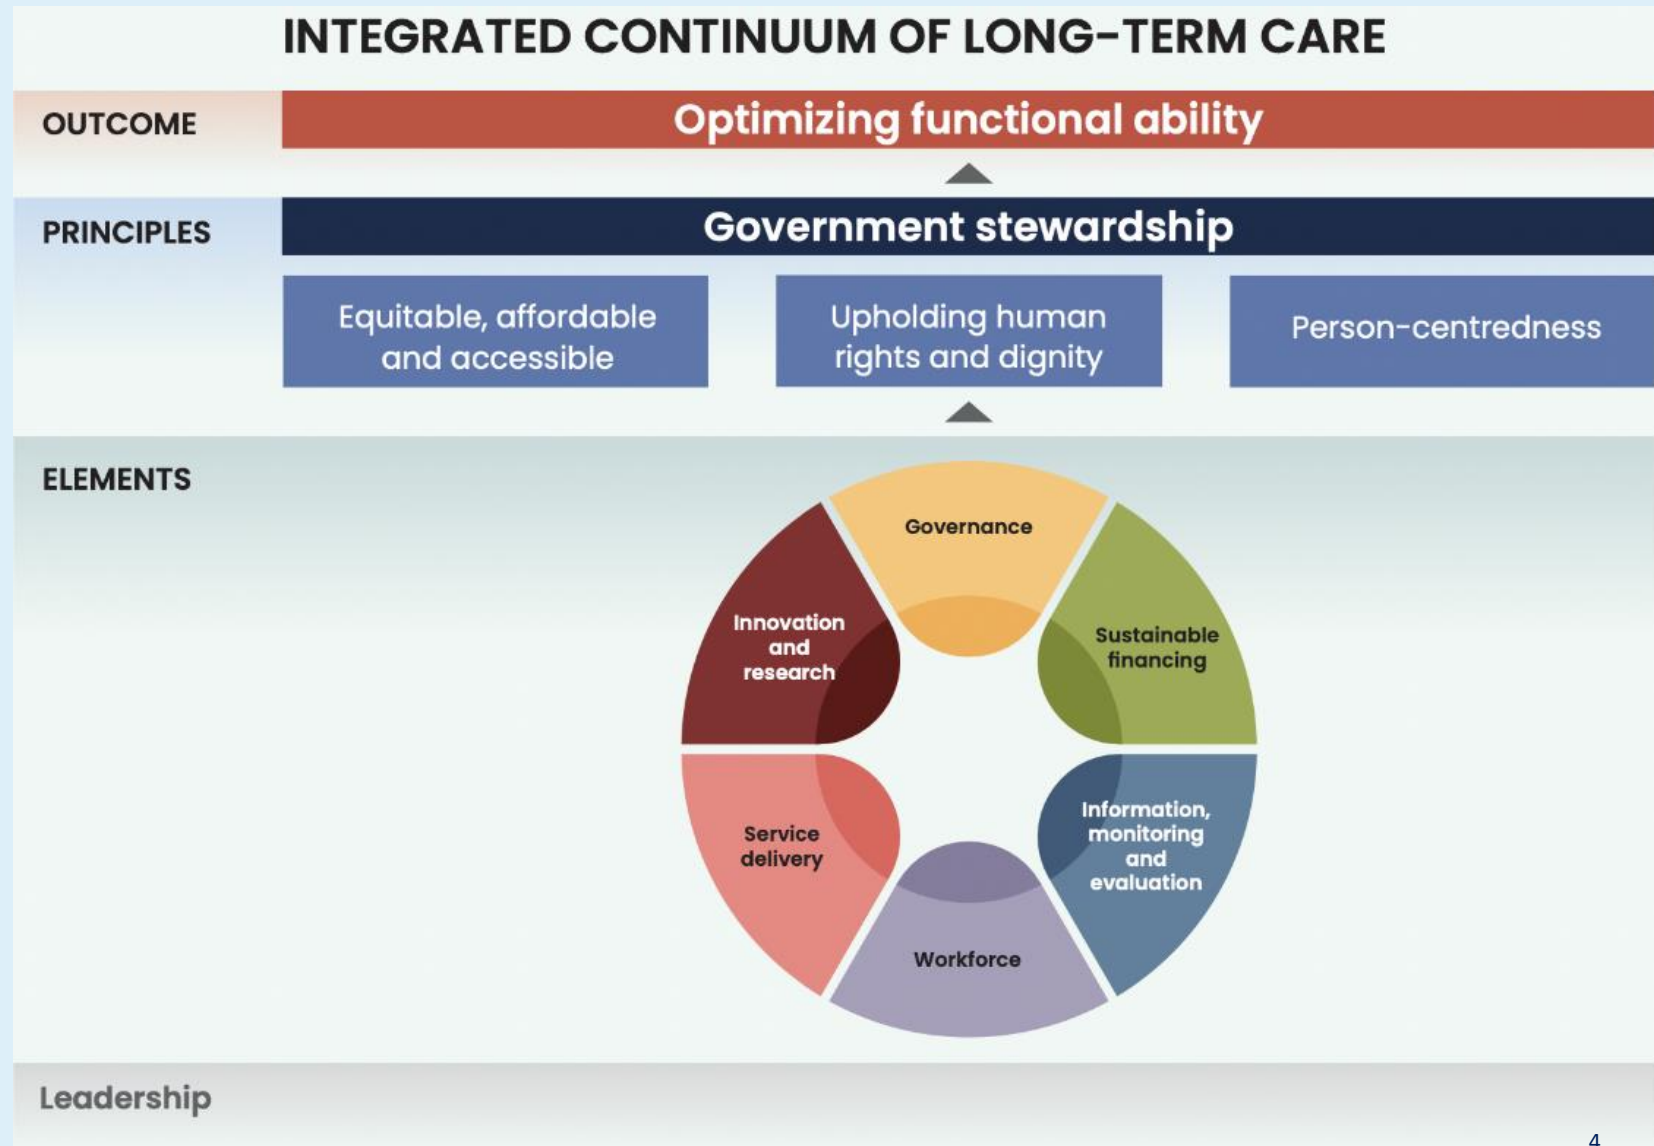 INTEGRATED CONTINUUM OF LONG-TERM CARE
OUTCOME
Optimizing functional ability
PRINCIPLES
Government stewardship
Equitable, affordable
and accessible
Upholding human
rights and dignity
Person-centredness
ELEMENTS
Governance
Sustainable
financing
Information,
monitoring
and
evaluation
Workforce
Service
delivery
Innovation
and
research
Leadership
4